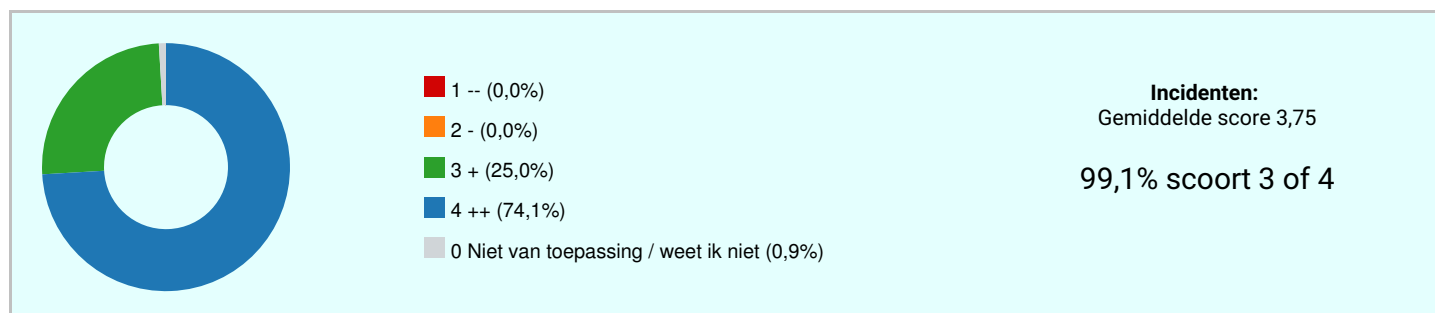 1 -- (0,0%)
2 - (0,0%)
3 + (25,0%)
4 ++ (74,1%)
0 Niet van toepassing / weet ik niet (0,9%)
Incidenten:
Gemiddelde score 3,75
99,1% scoort 3 of 4